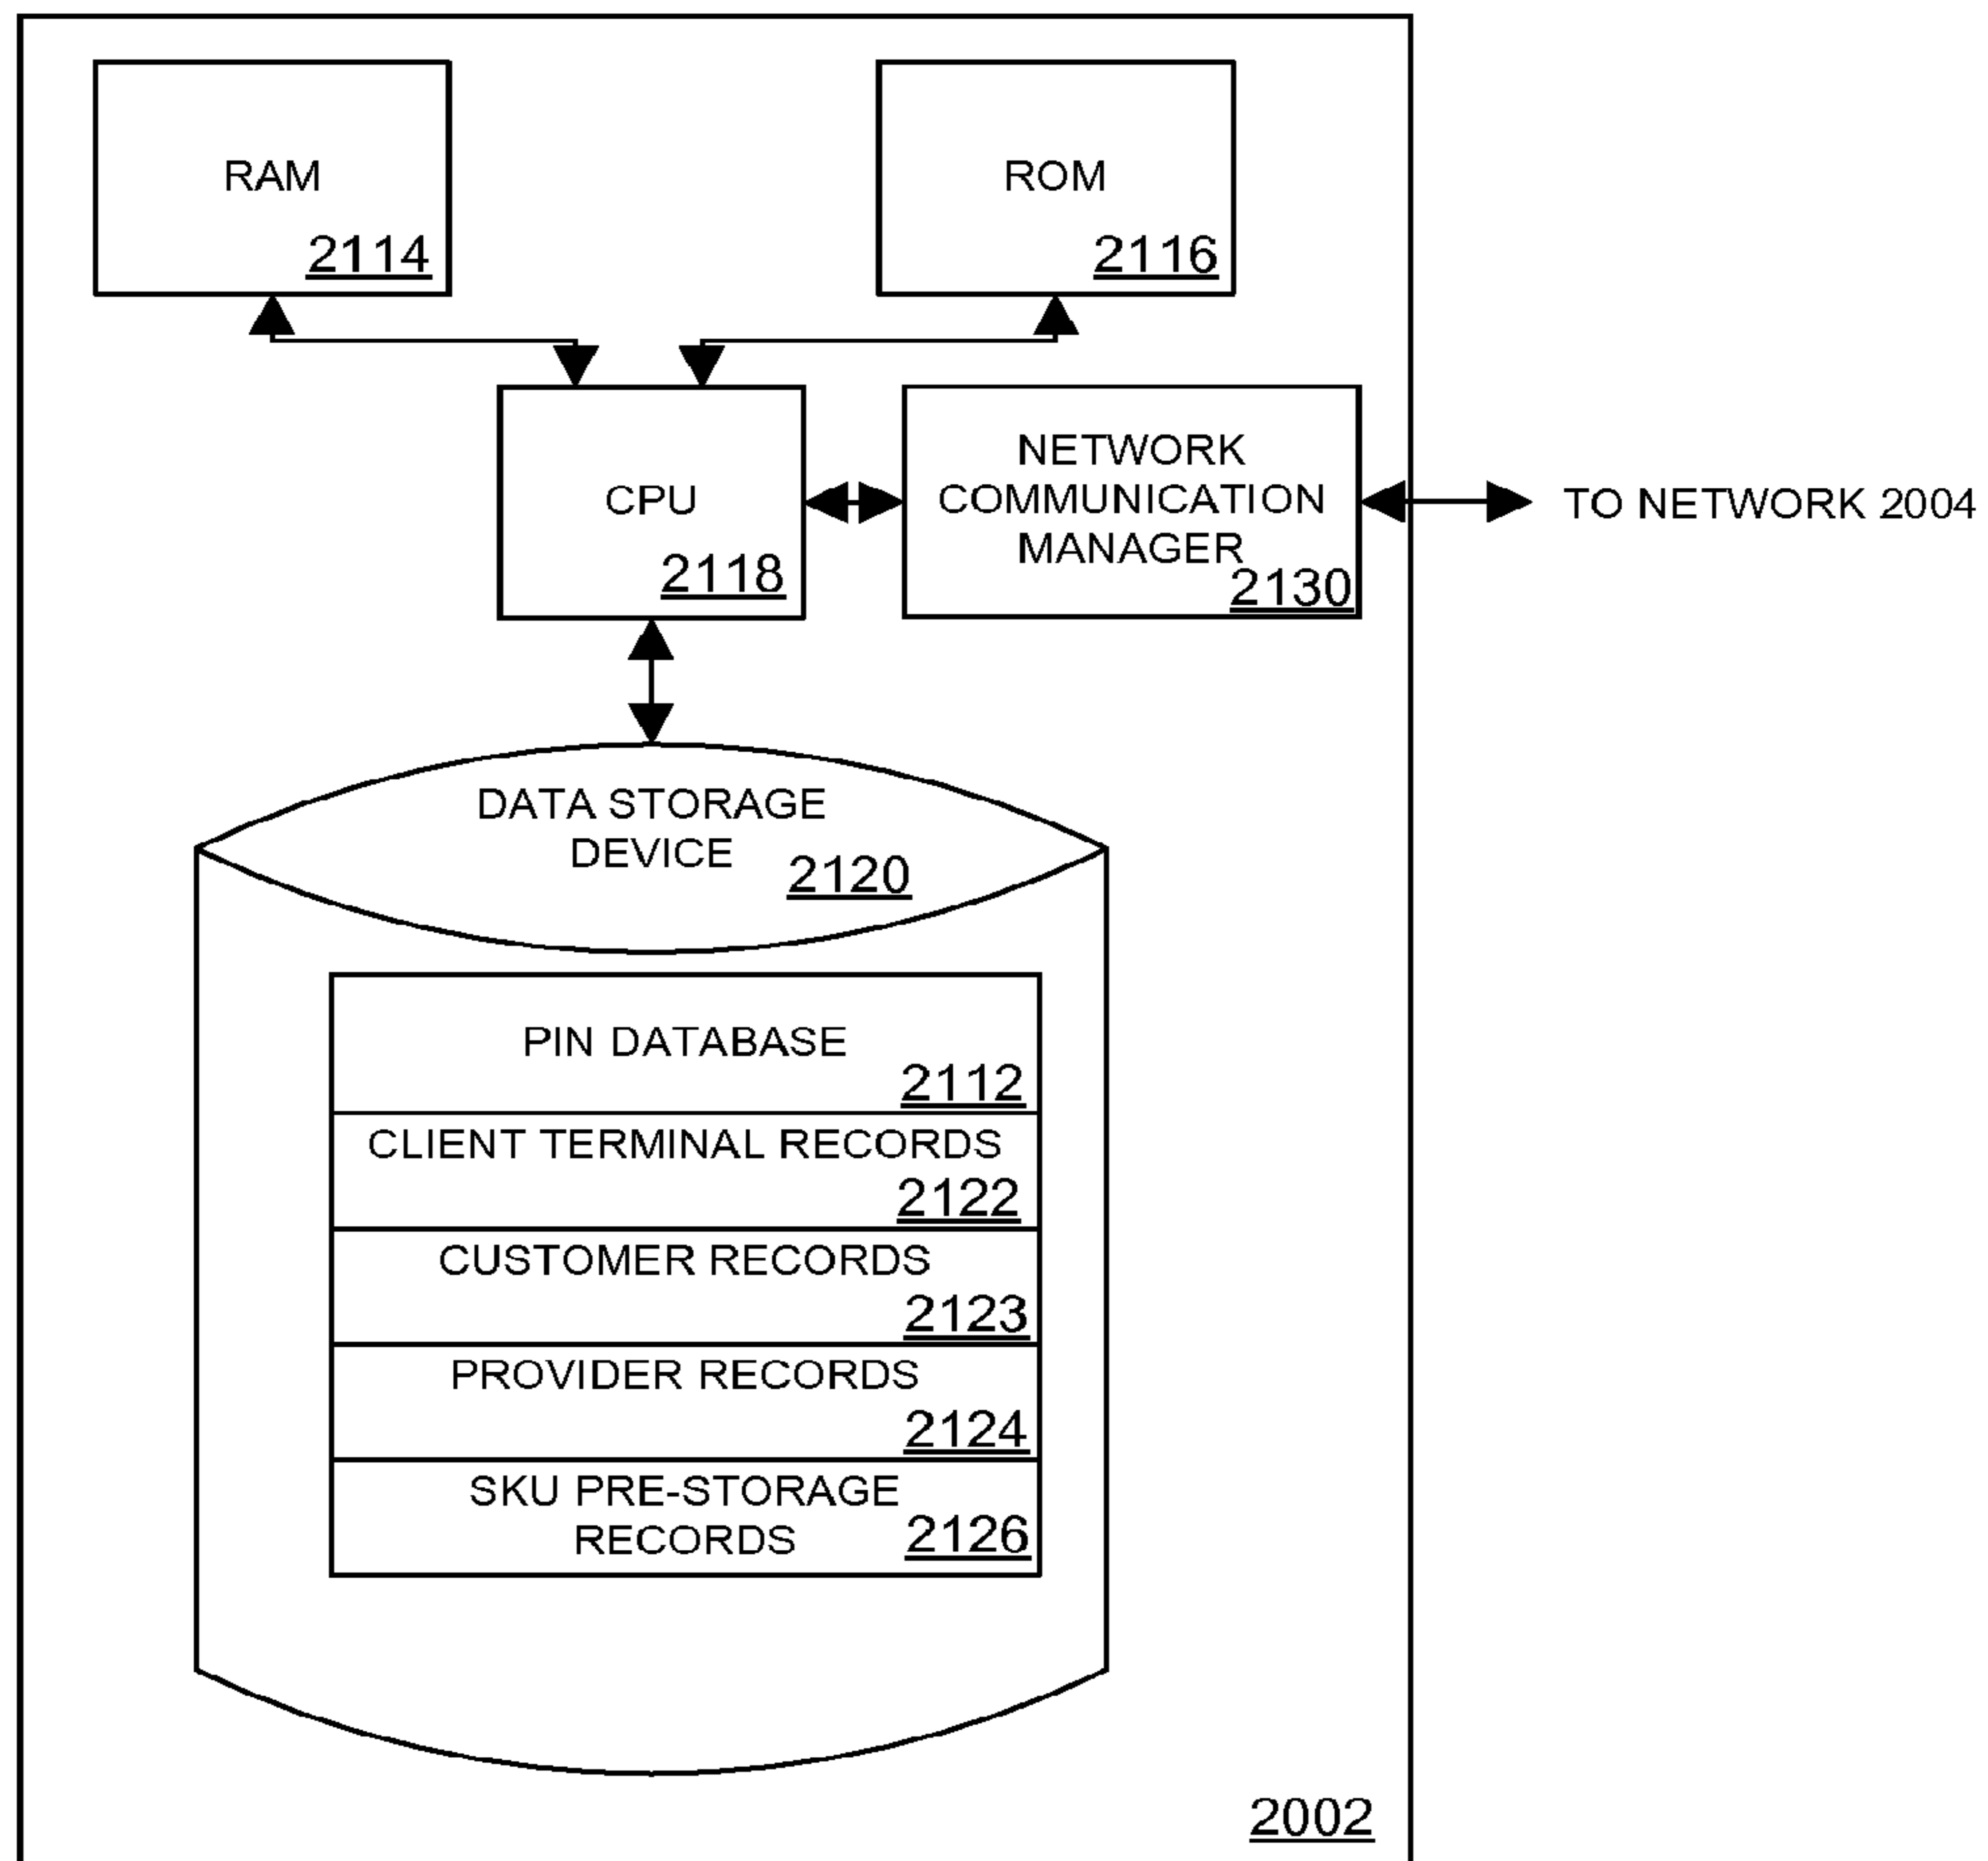 RAM
2114
ROM
2116
CPU
2118
NETWORK
COMMUNICATION
MANAGER
2130
TO NETWORK 2004
DATA STORAGE
DEVICE
2120
PIN DATABASE
2112
CLIENT TERMINAL RECORDS
2122
CUSTOMER RECORDS
2123
PROVIDER RECORDS
2124
SKU PRE-STORAGE
RECORDS
2126
2002